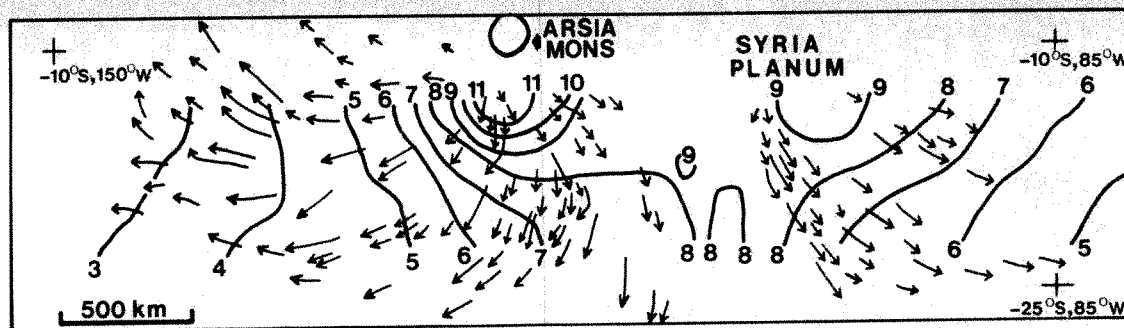 ARSIA
MONS
SYRIA
PLANUM
-10°S,150°W
-10°S,85°W
5 6 7 8 9 11 11 10
9 9 8 7 6
9
3 4 5 6 7 8 8 8 8 6 5
500 km
-25°S,85°W